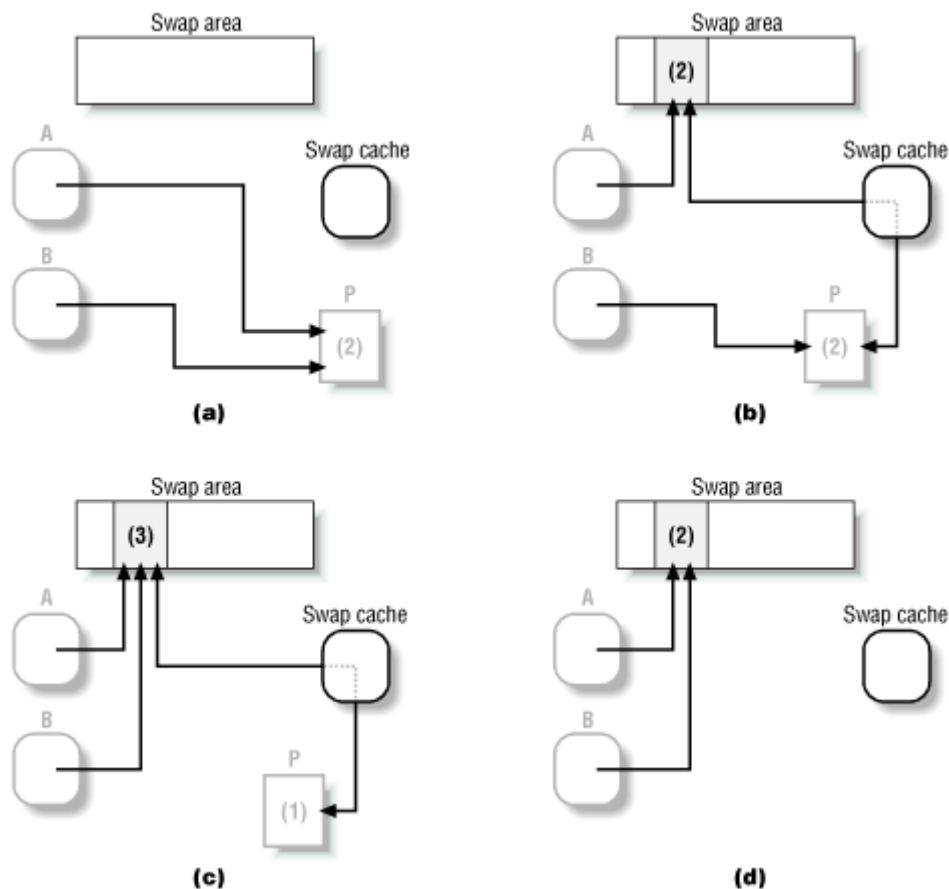 Swap area
A
Swap cache
B
P
(2)
(a)
Swap area
(2)
A
Swap cache
B
P
(2)
(b)
Swap area
(3)
A
Swap cache
B
P
(1)
(c)
Swap area
(2)
A
Swap cache
B
(d)